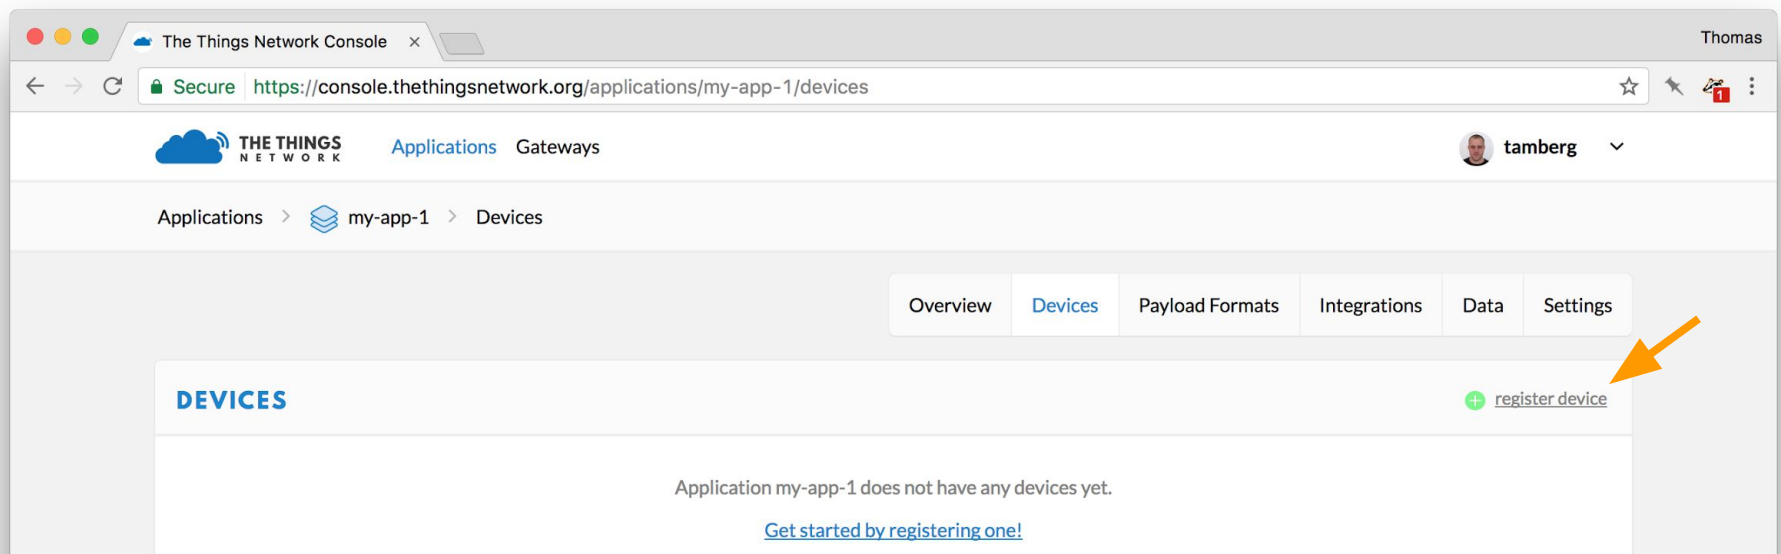 The Things Network Console
Thomas
Secure https://console.thethingsnetwork.org/applications/my-app-1/devices
1
THE THINGS
NETWORK
Applications Gateways
tamberg
Applications > my-app-1 > Devices
Overview Devices Payload Formats Integrations Data Settings
DEVICES
register device
Application my-app-1 does not have any devices yet.
Get started by registering one!